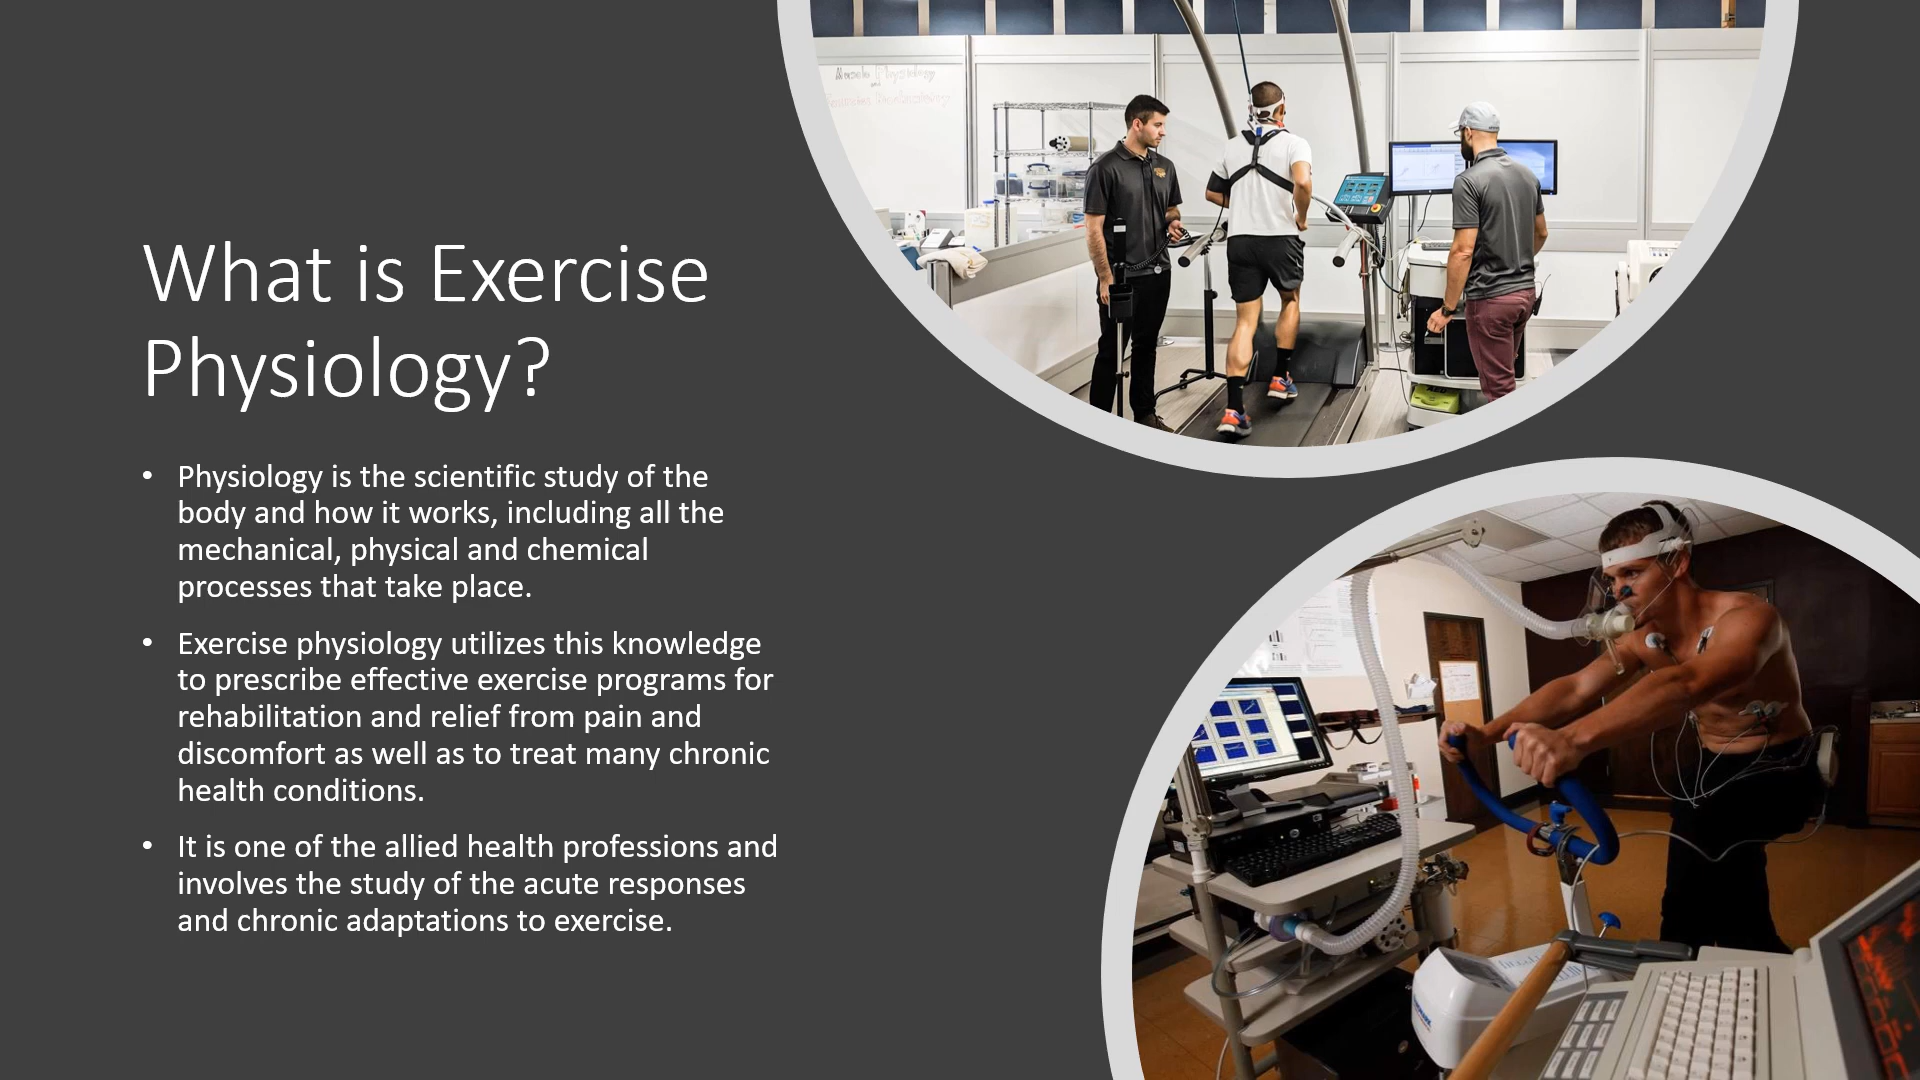 What is Exercise
Physiology?
• Physiology is the scientific study of the
body and how it works, including all the
mechanical, physical and chemical
processes that take place.
• Exercise physiology utilizes this knowledge
to prescribe effective exercise programs for
rehabilitation and relief from pain and
discomfort as well as to treat many chronic
health conditions.
• It is one of the allied health professions and
involves the study of the acute responses
and chronic adaptations to exercise.
Muscle Physiology
AED